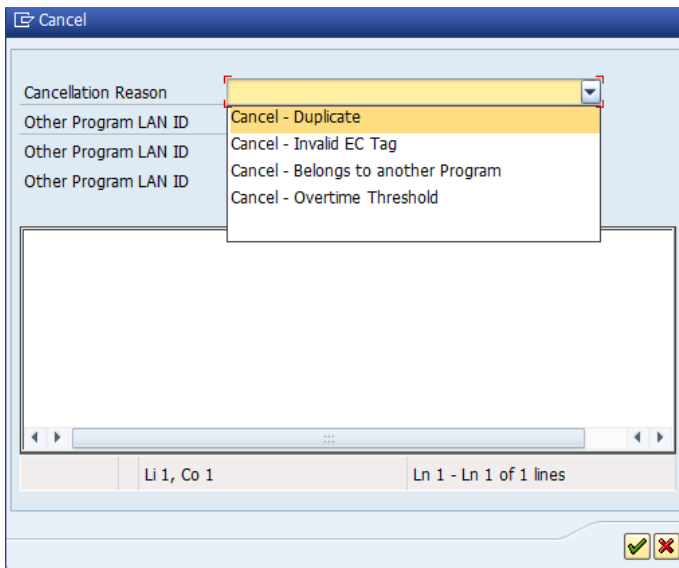 Cancel
Cancellation Reason
Cancel - Duplicate
Other Program LAN ID
Cancel - Invalid EC Tag
Other Program LAN ID
Cancel - Belongs to another Program
Other Program LAN ID
Cancel - Overtime Threshold
Li 1, Co 1
Ln 1 - Ln 1 of 1 lines